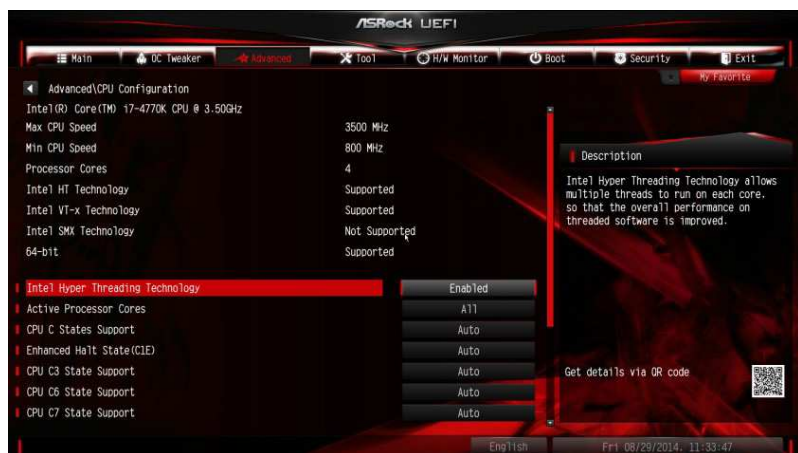 ASRock UEFI
Main OC Tweaker Advanced Tool H/W Monitor Boot Security Exit
My Favorite
Advanced\CPU Configuration
Intel(R) Core(TM) i7-4770K CPU @ 3.50GHz
Max CPU Speed 3500 MHz
Min CPU Speed 800 MHz
Processor Cores 4
Intel HT Technology Supported
Intel VT-x Technology Supported
Intel SMX Technology Not Supported
64-bit Supported
Intel Hyper Threading Technology Enabled
Active Processor Cores All
CPU C States Support Auto
Enhanced Halt State(C1E) Auto
CPU C3 State Support Auto
CPU C6 State Support Auto
CPU C7 State Support Auto
Description
Intel Hyper Threading Technology allows
multiple threads to run on each core,
so that the overall performance on
threaded software is improved.
Get details via QR code
English Fri 08/29/2014, 11:33:47